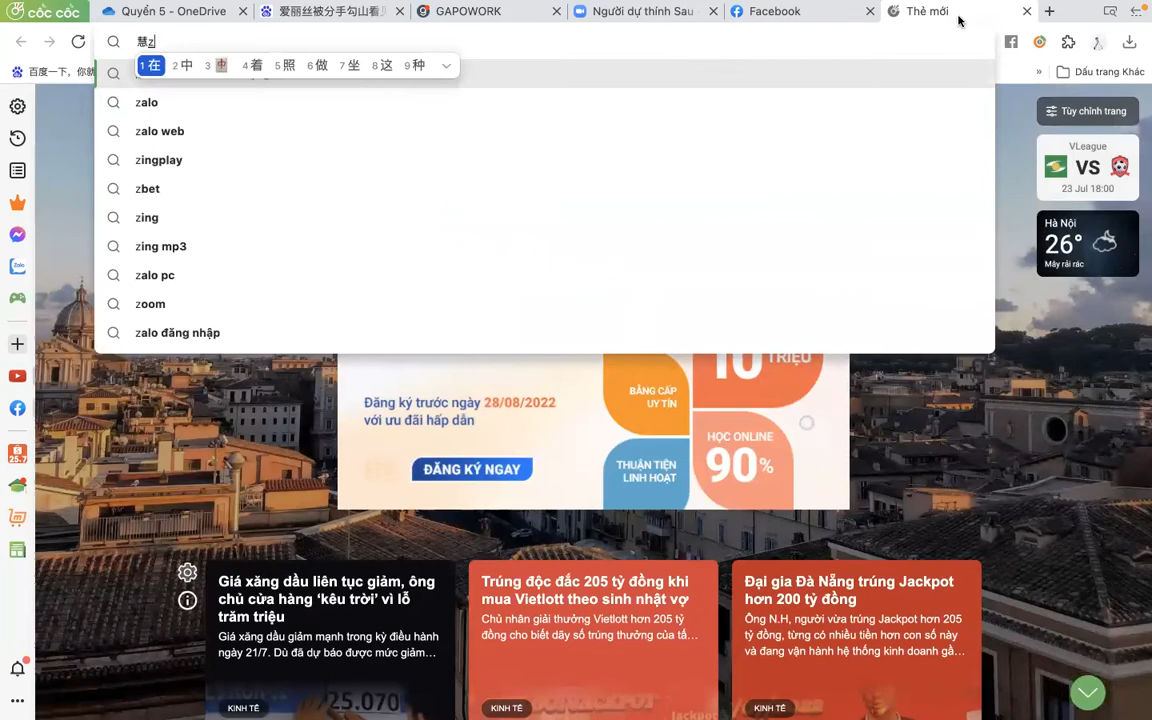 cốc cốc
Quyển 5 - OneDrive
爱丽丝被分手勾山看
GAPOWORK
Người dự thính Sau
Facebook
Thẻ mới
慧z
百度一下，你就
Dấu trang Khác
1 在 2 中 3 🀄 4 着 5 照 6 做 7 坐 8 这 9 种
zalo
zalo web
zingplay
zbet
zing
zing mp3
zalo pc
zoom
zalo đăng nhập
Tùy chỉnh trang
VLeague
VS
23 Jul 18:00
Hà Nội
26°
Mây rải rác
Zalo
25.7
Đăng ký trước ngày 28/08/2022
với ưu đãi hấp dẫn
ĐĂNG KÝ NGAY
BẰNG CẤP
UY TÍN
10 TRIỆU
THUẬN TIỆN
LINH HOẠT
HỌC ONLINE
90%
Giá xăng dầu liên tục giảm, ông
chủ cửa hàng ‘kêu trời’ vì lỗ
trăm triệu
Giá xăng dầu giảm mạnh trong kỳ điều hành
ngày 21/7. Dù đã dự báo được mức giảm...
25.070
KINH TẾ
Trúng độc đắc 205 tỷ đồng khi
mua Vietlott theo sinh nhật vợ
Chủ nhân giải thưởng Vietlott hơn 205 tỷ
đồng cho biết dãy số trúng thưởng của tấ...
KINH TẾ
Đại gia Đà Nẵng trúng Jackpot
hơn 200 tỷ đồng
Ông N.H, người vừa trúng Jackpot hơn 205
tỷ đồng, từng có nhiều tiền hơn con số này
và đang vận hành hệ thống kinh doanh gầ...
KINH TẾ